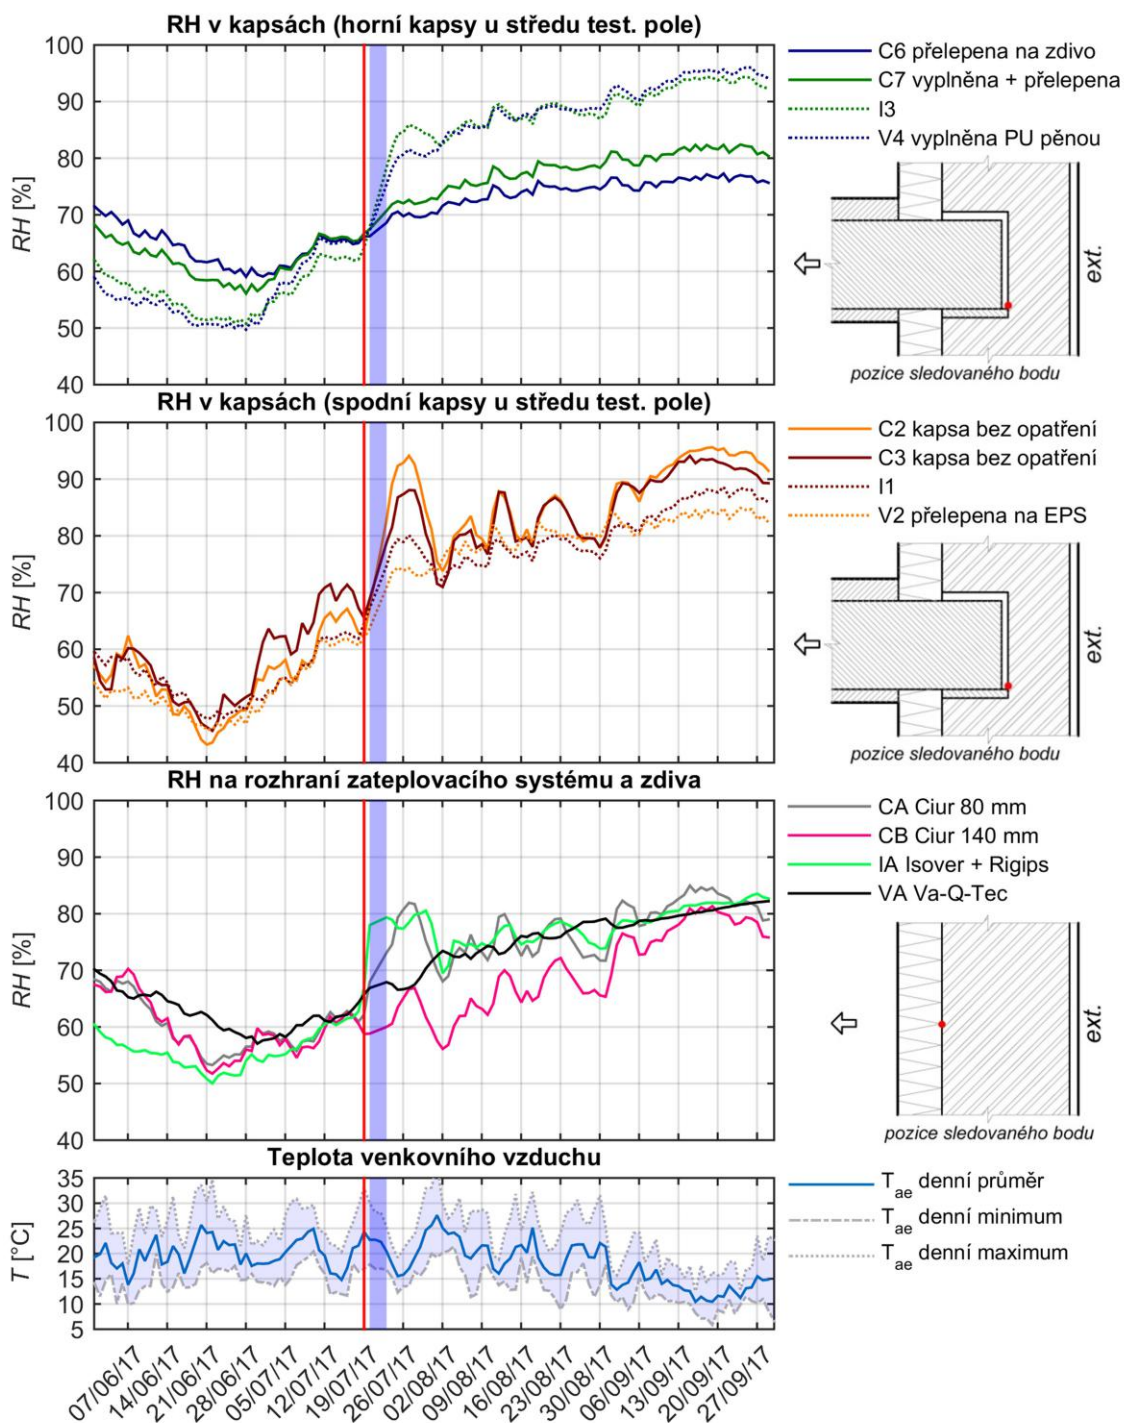 RH v kapsách (horní kapsy u středu test. pole)
100
90
80
70
60
50
40
RH [%]
C6 přelepena na zdivo
C7 vyplněna + přelepena
I3
V4 vyplněna PU pěnou
ext.
pozice sledovaného bodu
RH v kapsách (spodní kapsy u středu test. pole)
100
90
80
70
60
50
40
RH [%]
C2 kapsa bez opatření
C3 kapsa bez opatření
I1
V2 přelepena na EPS
ext.
pozice sledovaného bodu
RH na rozhraní zateplovacího systému a zdiva
100
90
80
70
60
50
40
RH [%]
CA Ciur 80 mm
CB Ciur 140 mm
IA Isover + Rigips
VA Va-Q-Tec
ext.
pozice sledovaného bodu
Teplota venkovního vzduchu
35
30
25
20
15
10
5
T [°C]
Tae denní průměr
Tae denní minimum
Tae denní maximum
07/06/17
14/06/17
21/06/17
28/06/17
05/07/17
12/07/17
19/07/17
26/07/17
02/08/17
09/08/17
16/08/17
23/08/17
30/08/17
06/09/17
13/09/17
20/09/17
27/09/17